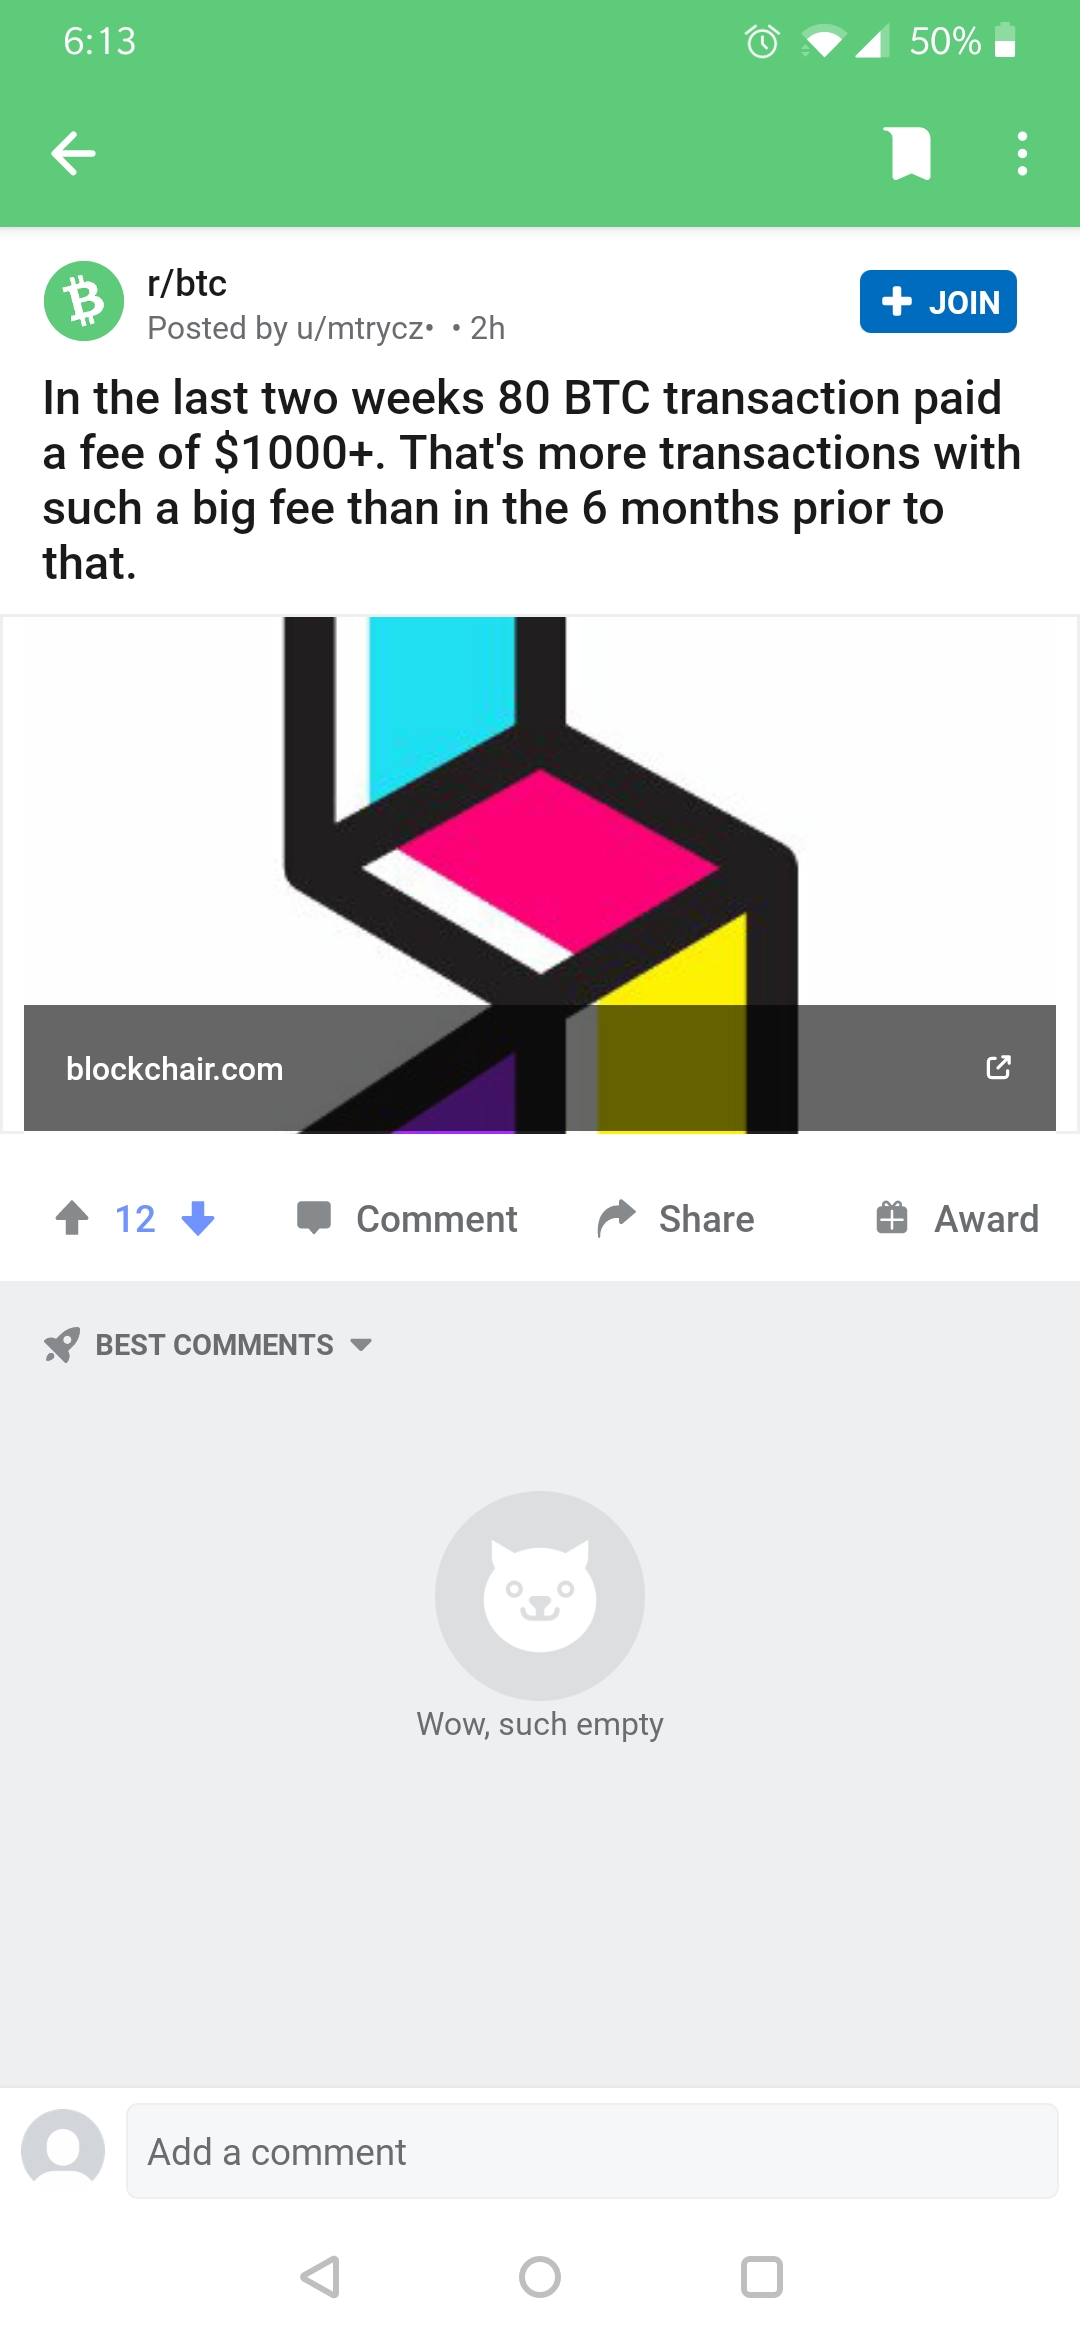 6:13
50%
r/btc
JOIN
Posted by u/mtrycz• • 2h
In the last two weeks 80 BTC transaction paid
a fee of $1000+. That's more transactions with
such a big fee than in the 6 months prior to
that.
blockchair.com
12
Comment
Share
Award
BEST COMMENTS
Wow, such empty
Add a comment